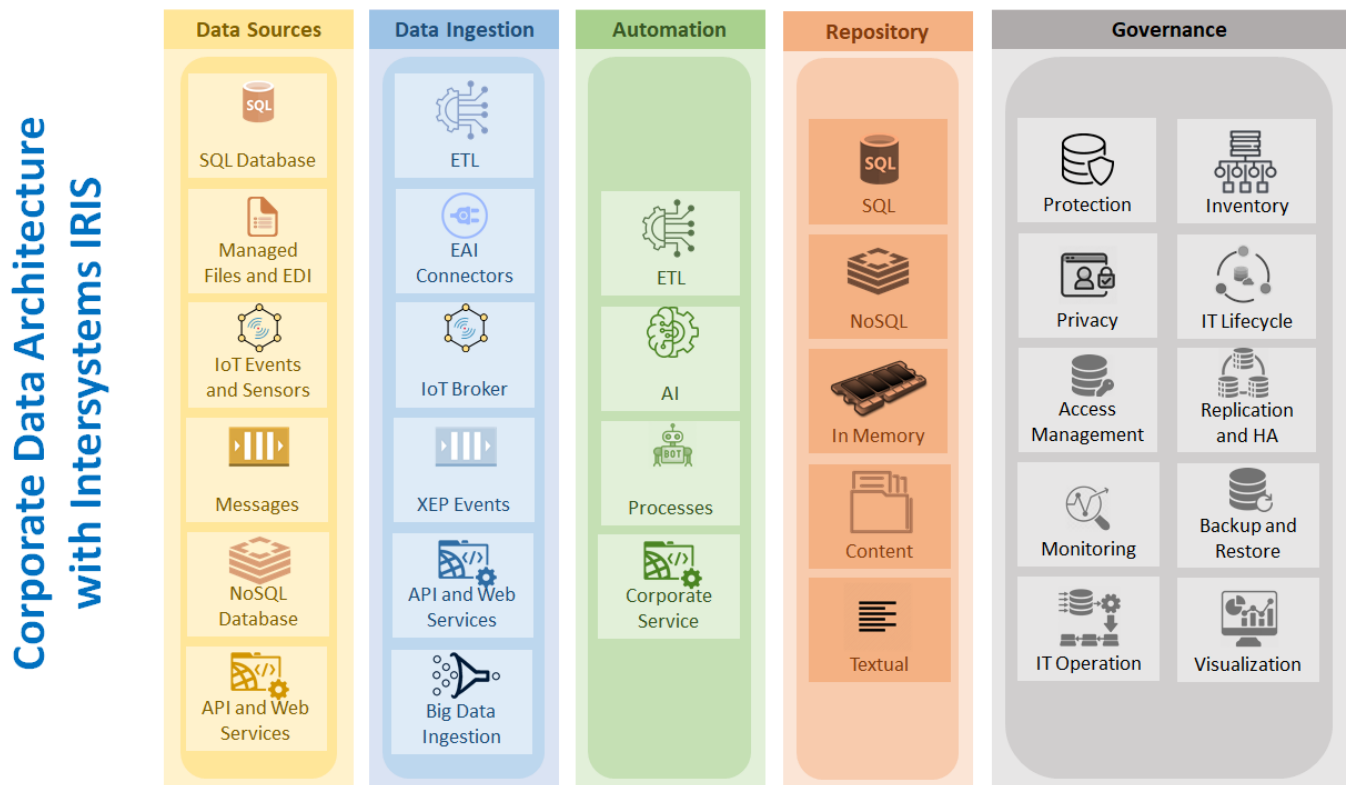 Corporate Data Architecture
with Intersystems IRIS
Data Sources
SQL
SQL Database
Managed
Files and EDI
IoT Events
and Sensors
Messages
NoSQL
Database
</>
API and Web
Services
Data Ingestion
ETL
EAI
Connectors
IoT Broker
XEP Events
</>
API and Web
Services
Big Data
Ingestion
Automation
ETL
AI
BOT
Processes
</>
Corporate
Service
Repository
SQL
SQL
NoSQL
In Memory
Content
Textual
Governance
Protection
Inventory
Privacy
IT Lifecycle
Access
Management
Replication
and HA
Monitoring
Backup and
Restore
IT Operation
Visualization